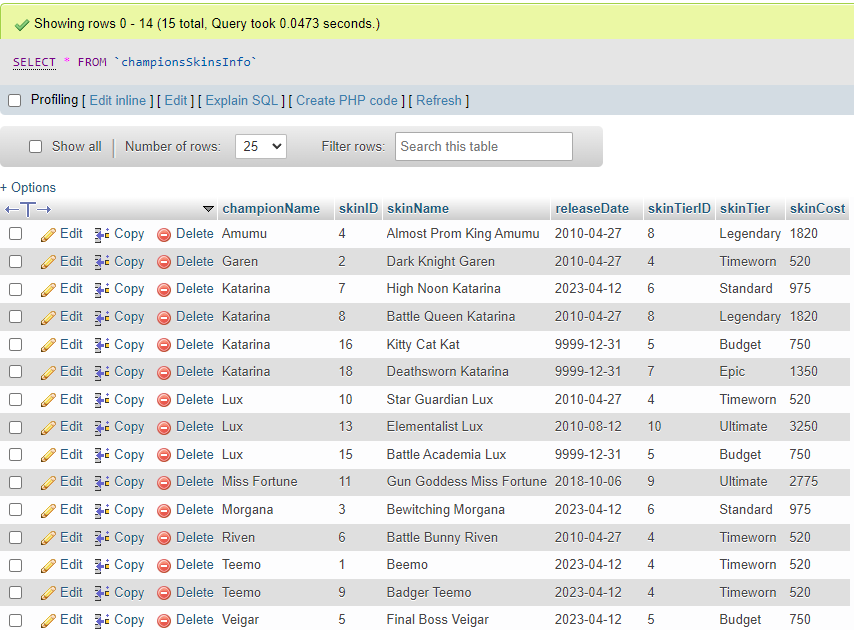 Showing rows 0 - 14 (15 total, Query took 0.0473 seconds.)
SELECT * FROM `championsSkinsInfo`
Profiling [ Edit inline ] [ Edit ] [ Explain SQL ] [ Create PHP code ] [ Refresh ]
Show all Number of rows: 25 Filter rows: Search this table
+ Options
←T→ championName skinID skinName releaseDate skinTierID skinTier skinCost
Edit Copy Delete Amumu 4 Almost Prom King Amumu 2010-04-27 8 Legendary 1820
Edit Copy Delete Garen 2 Dark Knight Garen 2010-04-27 4 Timeworn 520
Edit Copy Delete Katarina 7 High Noon Katarina 2023-04-12 6 Standard 975
Edit Copy Delete Katarina 8 Battle Queen Katarina 2010-04-27 8 Legendary 1820
Edit Copy Delete Katarina 16 Kitty Cat Kat 9999-12-31 5 Budget 750
Edit Copy Delete Katarina 18 Deathsworn Katarina 9999-12-31 7 Epic 1350
Edit Copy Delete Lux 10 Star Guardian Lux 2010-04-27 4 Timeworn 520
Edit Copy Delete Lux 13 Elementalist Lux 2010-08-12 10 Ultimate 3250
Edit Copy Delete Lux 15 Battle Academia Lux 9999-12-31 5 Budget 750
Edit Copy Delete Miss Fortune 11 Gun Goddess Miss Fortune 2018-10-06 9 Ultimate 2775
Edit Copy Delete Morgana 3 Bewitching Morgana 2023-04-12 6 Standard 975
Edit Copy Delete Riven 6 Battle Bunny Riven 2010-04-27 4 Timeworn 520
Edit Copy Delete Teemo 1 Beemo 2023-04-12 4 Timeworn 520
Edit Copy Delete Teemo 9 Badger Teemo 2023-04-12 4 Timeworn 520
Edit Copy Delete Veigar 5 Final Boss Veigar 2023-04-12 5 Budget 750